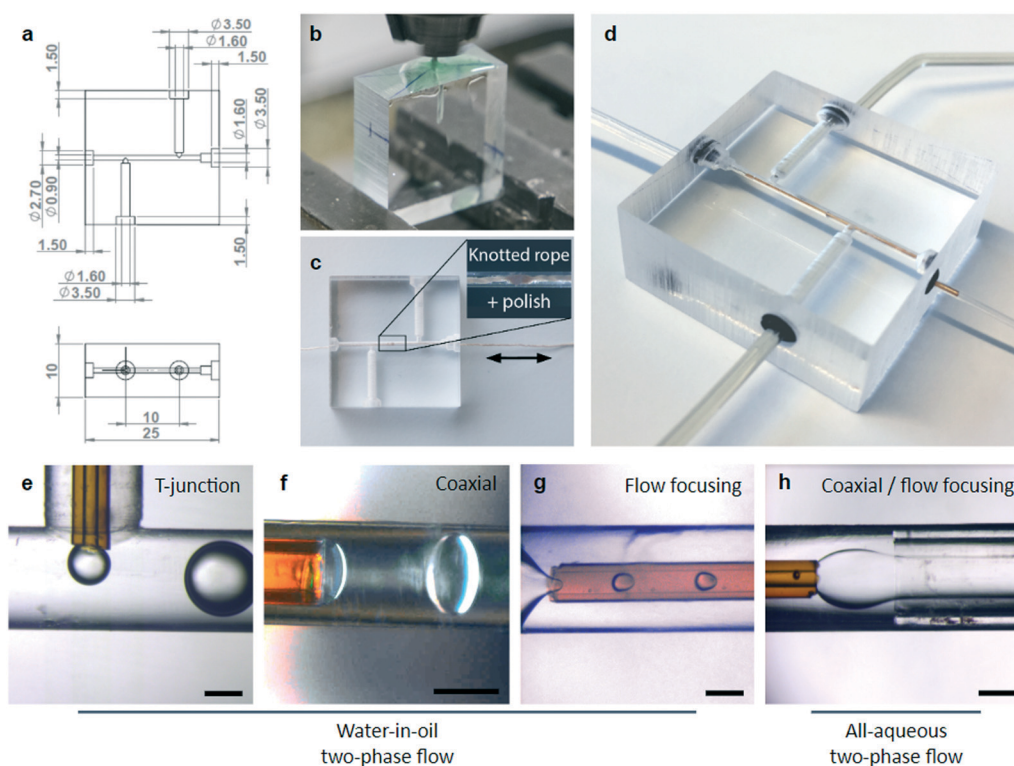 a
Ø3.50
Ø1.60
1.50
1.50
Ø1.60
Ø3.50
Ø2.70
Ø0.90
1.50
1.50
Ø1.60
Ø3.50
10
10
25
b
c
Knotted rope
+ polish
d
e
T-junction
f
Coaxial
g
Flow focusing
h
Coaxial / flow focusing
Water-in-oil
two-phase flow
All-aqueous
two-phase flow